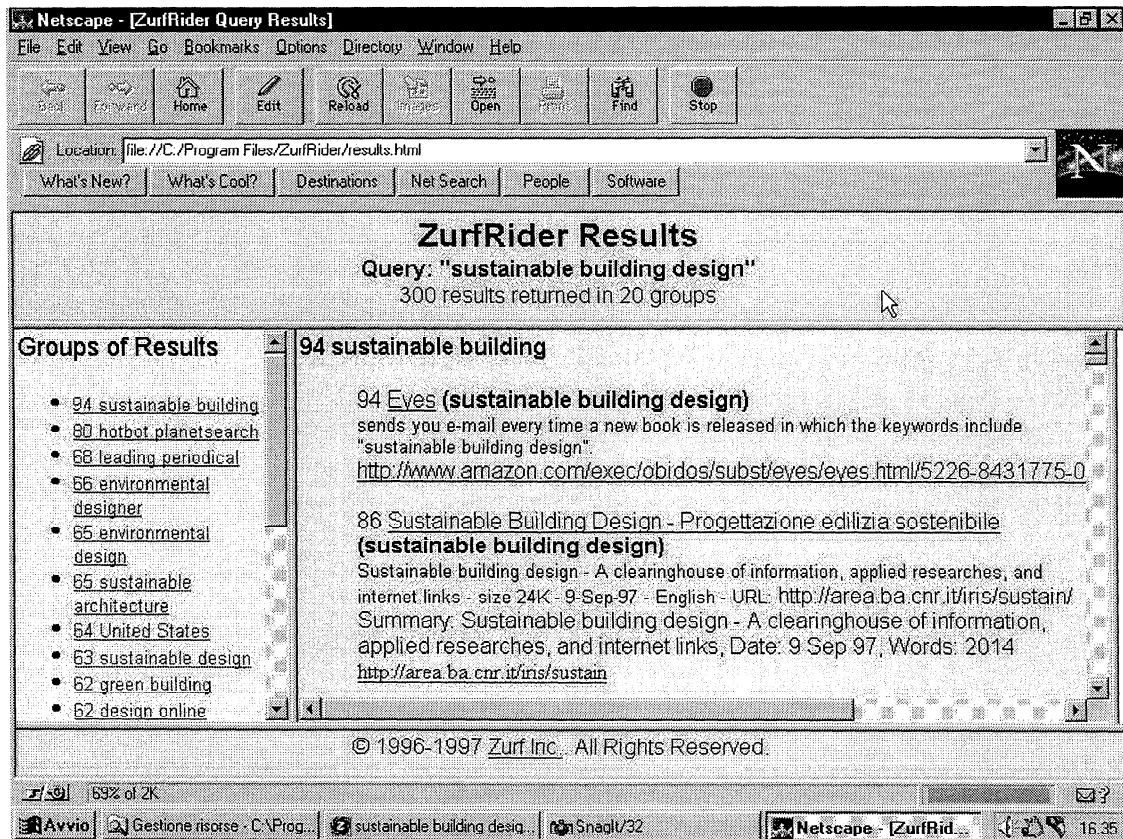 Netscape - [ZurfRider Query Results]
File Edit View Go Bookmarks Options Directory Window Help
Back Forward Home Edit Reload Images Open Print Find Stop
Location: file://C:/Program Files/ZurfRider/results.html
N
What's New? What's Cool? Destinations Net Search People Software
ZurfRider Results
Query: "sustainable building design"
300 results returned in 20 groups
Groups of Results
94 sustainable building
80 hotbot planetsearch
68 leading periodical
66 environmental
designer
65 environmental
design
65 sustainable
architecture
64 United States
63 sustainable design
62 green building
62 design online
94 sustainable building
94 Eyes (sustainable building design)
sends you e-mail every time a new book is released in which the keywords include
"sustainable building design".
http://www.amazon.com/exec/obidos/subst/eyes/eyes.html/5226-8431775-0
86 Sustainable Building Design - Progettazione edilizia sostenibile
(sustainable building design)
Sustainable building design - A clearinghouse of information, applied researches, and
internet links - size 24K - 9-Sep-97 - English - URL: http://area.ba.cnr.it/iris/sustain/
Summary: Sustainable building design - A clearinghouse of information,
applied researches, and internet links, Date: 9 Sep 97, Words: 2014
http://area.ba.cnr.it/iris/sustain
© 1996-1997 Zurf Inc.. All Rights Reserved.
69% of 2K
Avvio Gestione risorse - C:\Prog... sustainable building desig... SnagIt/32 Netscape - [ZurfRid... 16.35